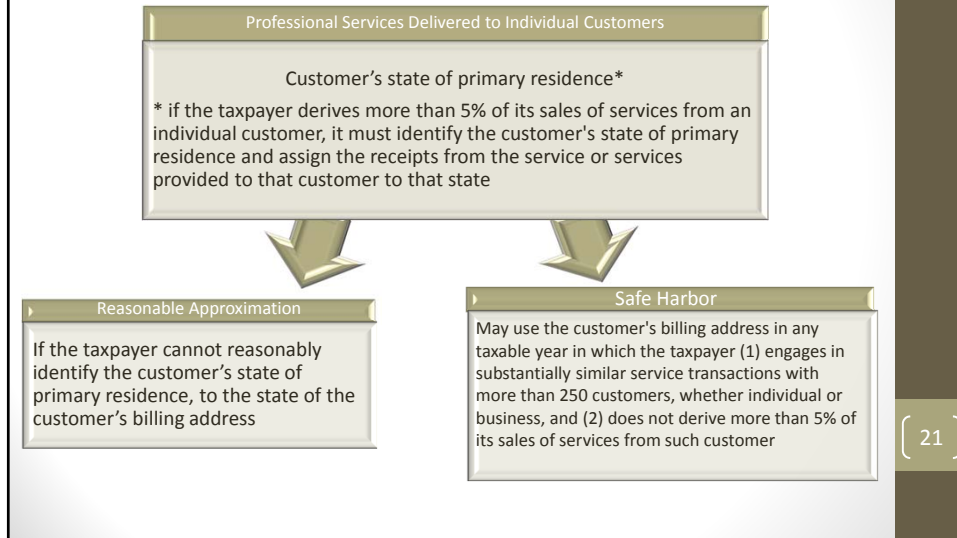 Professional Services Delivered to Individual Customers
Customer's state of primary residence*
* if the taxpayer derives more than 5% of its sales of services from an
individual customer, it must identify the customer's state of primary
residence and assign the receipts from the service or services
provided to that customer to that state
Reasonable Approximation
If the taxpayer cannot reasonably
identify the customer's state of
primary residence, to the state of the
customer's billing address
Safe Harbor
May use the customer's billing address in any
taxable year in which the taxpayer (1) engages in
substantially similar service transactions with
more than 250 customers, whether individual or
business, and (2) does not derive more than 5% of
its sales of services from such customer
21